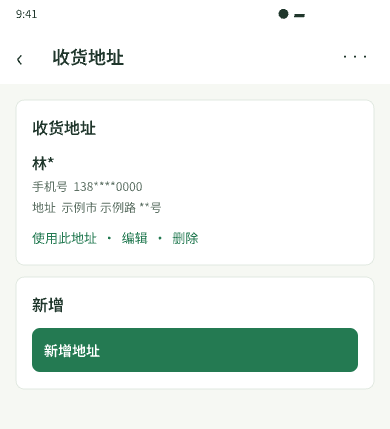 9:41
‹ 收货地址 ···
收货地址
林*
手机号 138****0000
地址 示例市 示例路 **号
使用此地址 · 编辑 · 删除
新增
新增地址